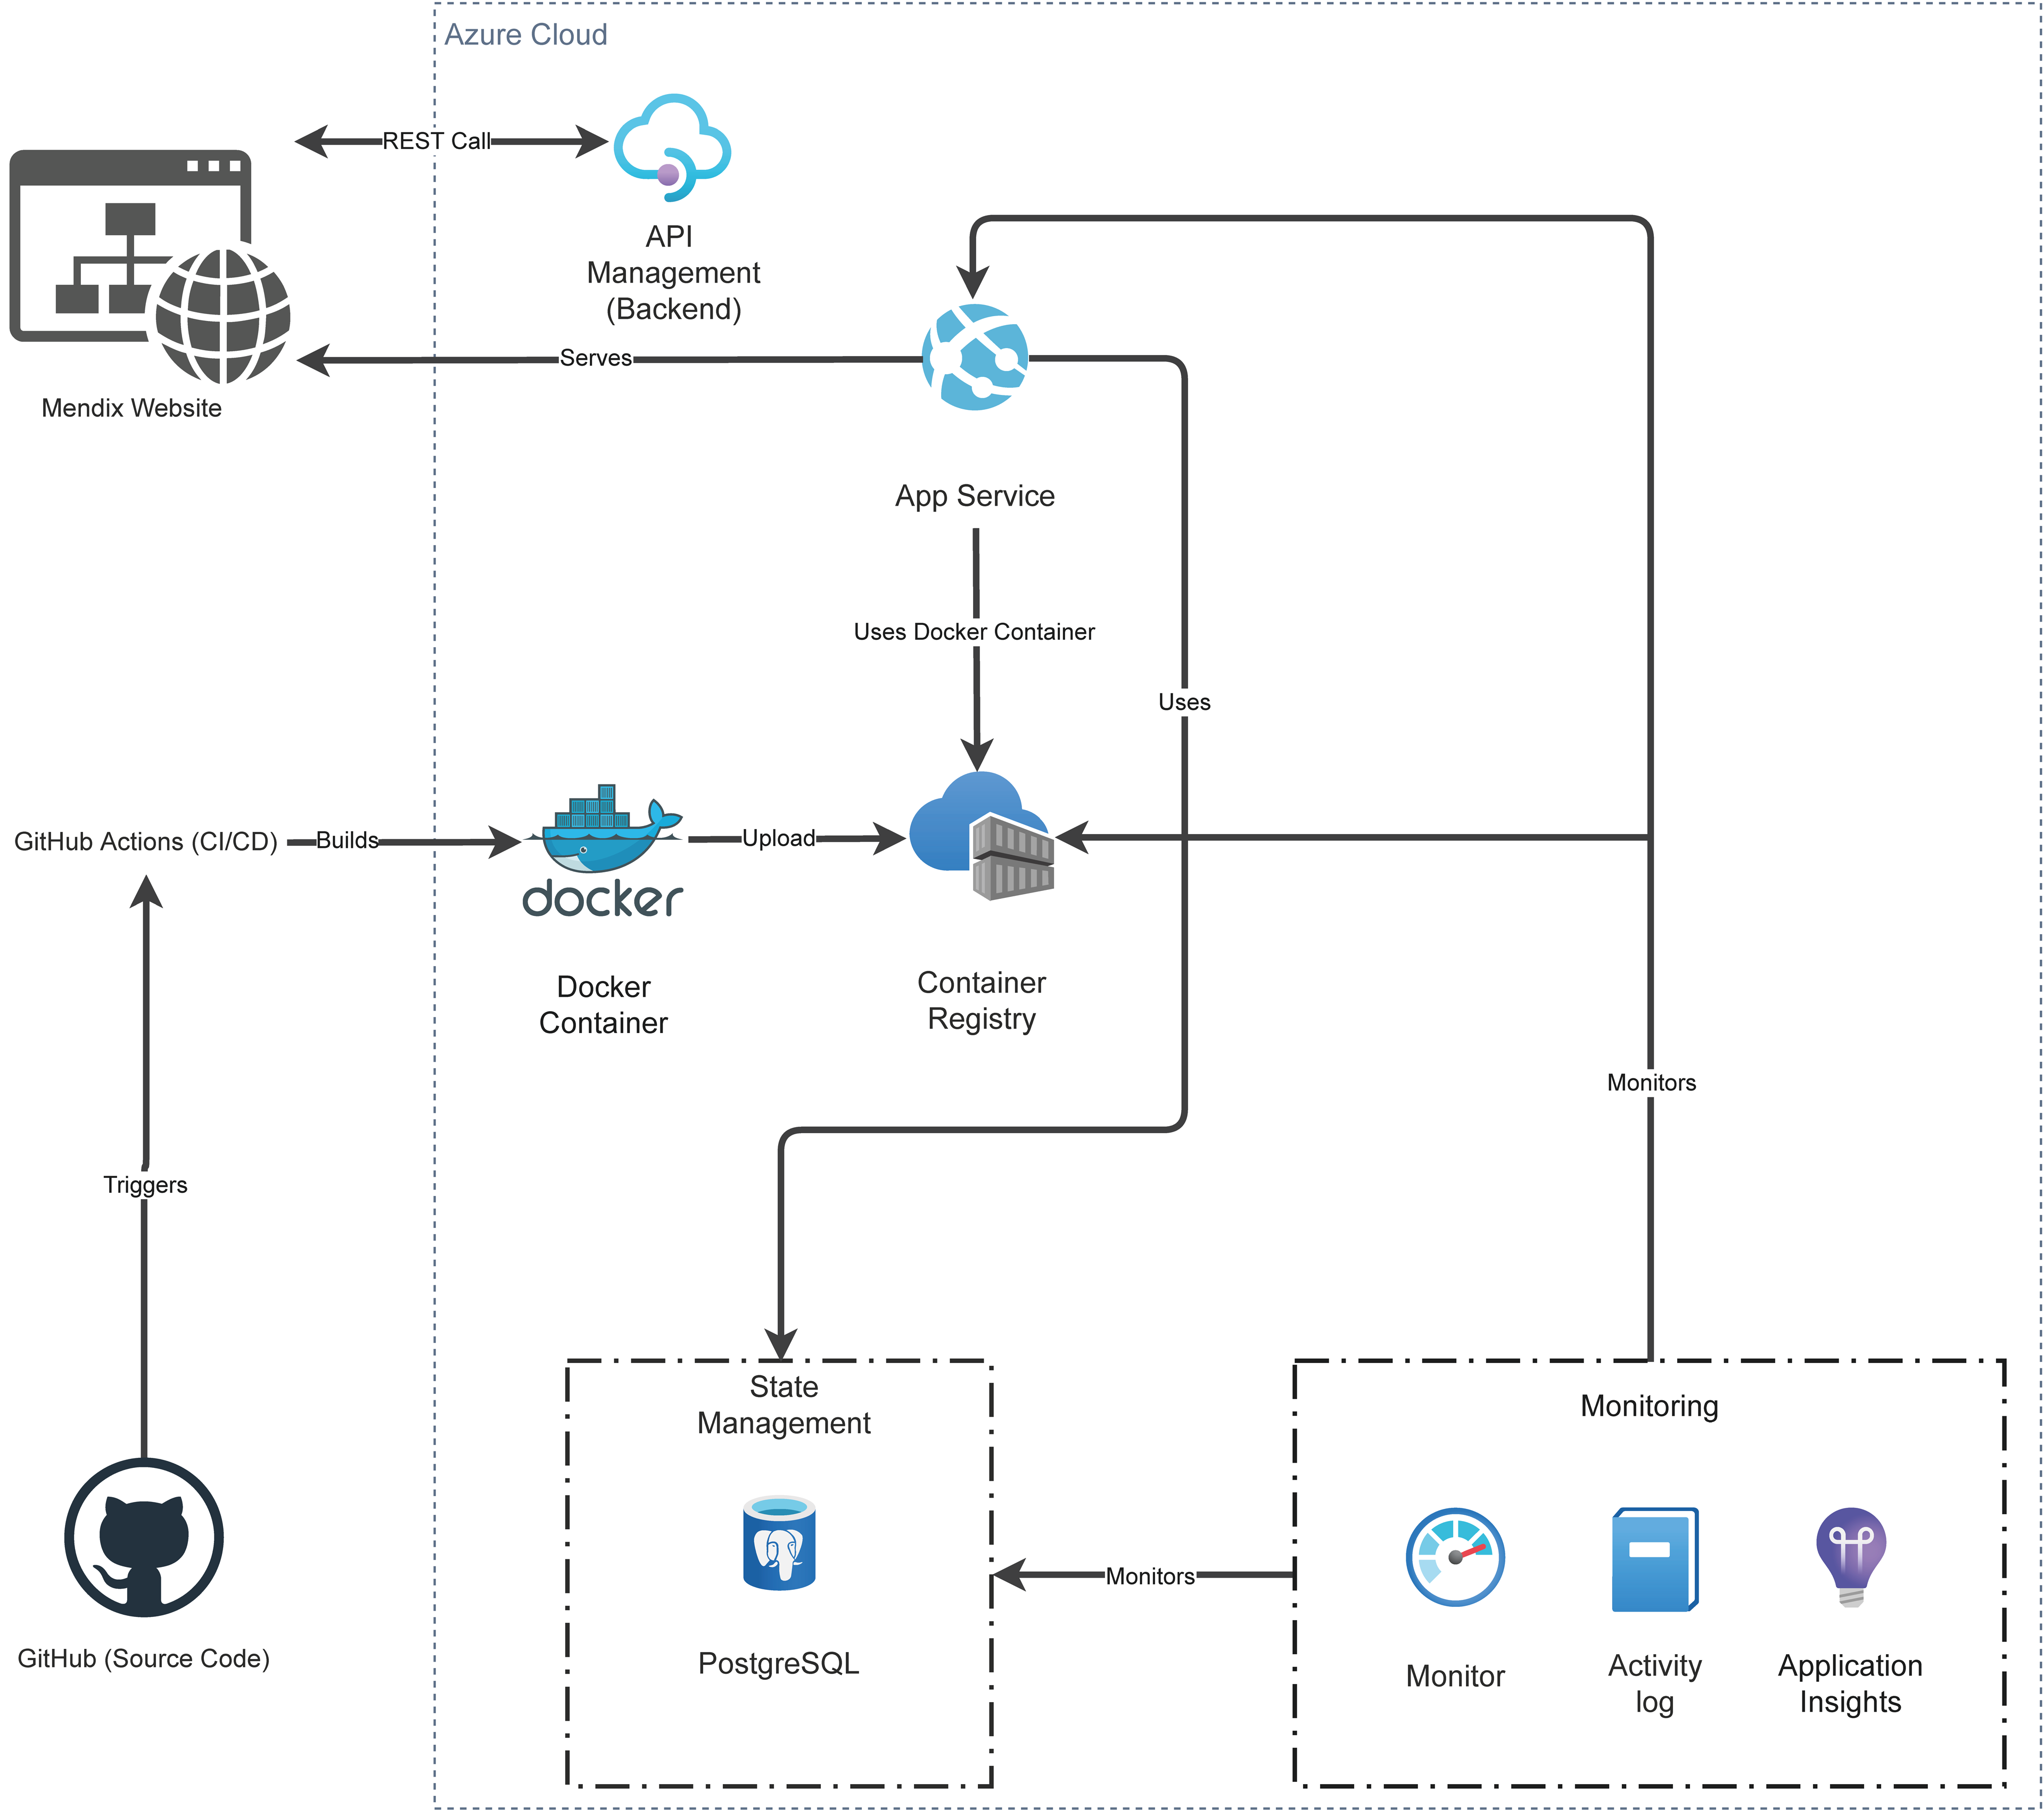 Azure Cloud
REST Call
API
Management
(Backend)
Serves
Mendix Website
App Service
Uses Docker Container
Uses
GitHub Actions (CI/CD)
Builds
docker
Upload
Docker
Container
Container
Registry
Monitors
Triggers
State
Management
Monitoring
Monitors
GitHub (Source Code)
PostgreSQL
Monitor
Activity
log
Application
Insights